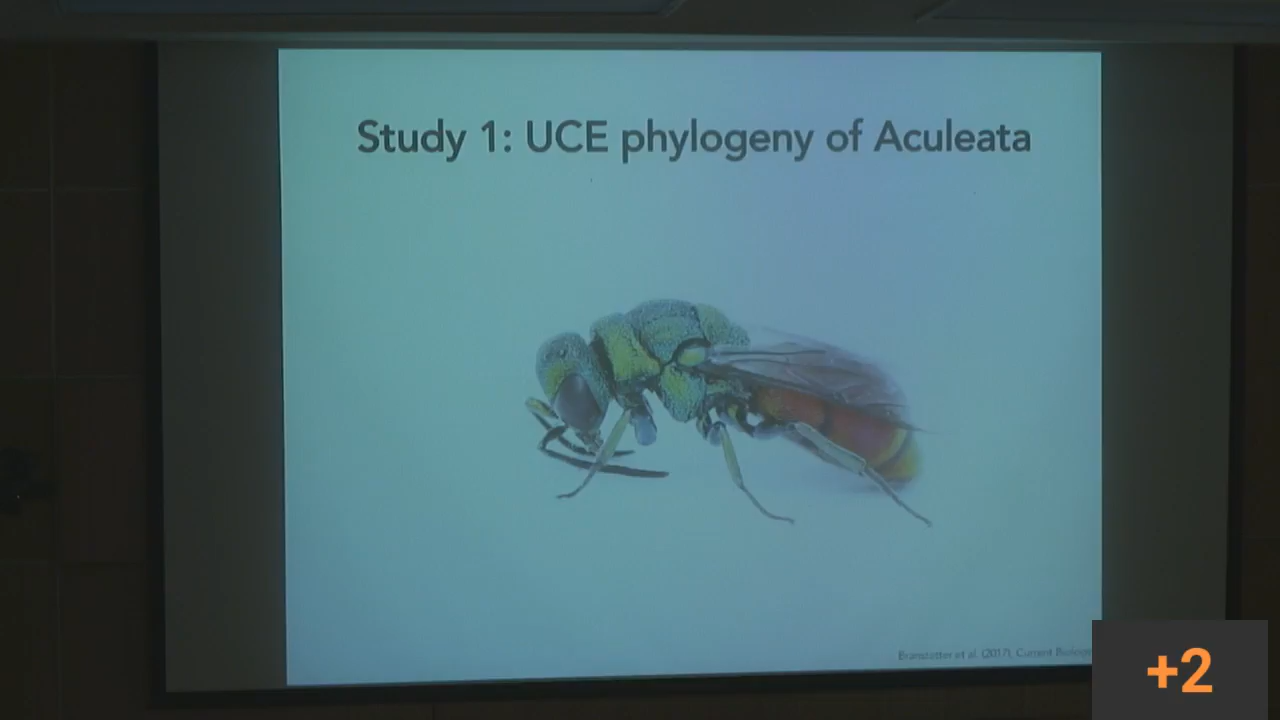 Study 1: UCE phylogeny of Aculeata
Branstetter et al. (2017), Current Biology
+2